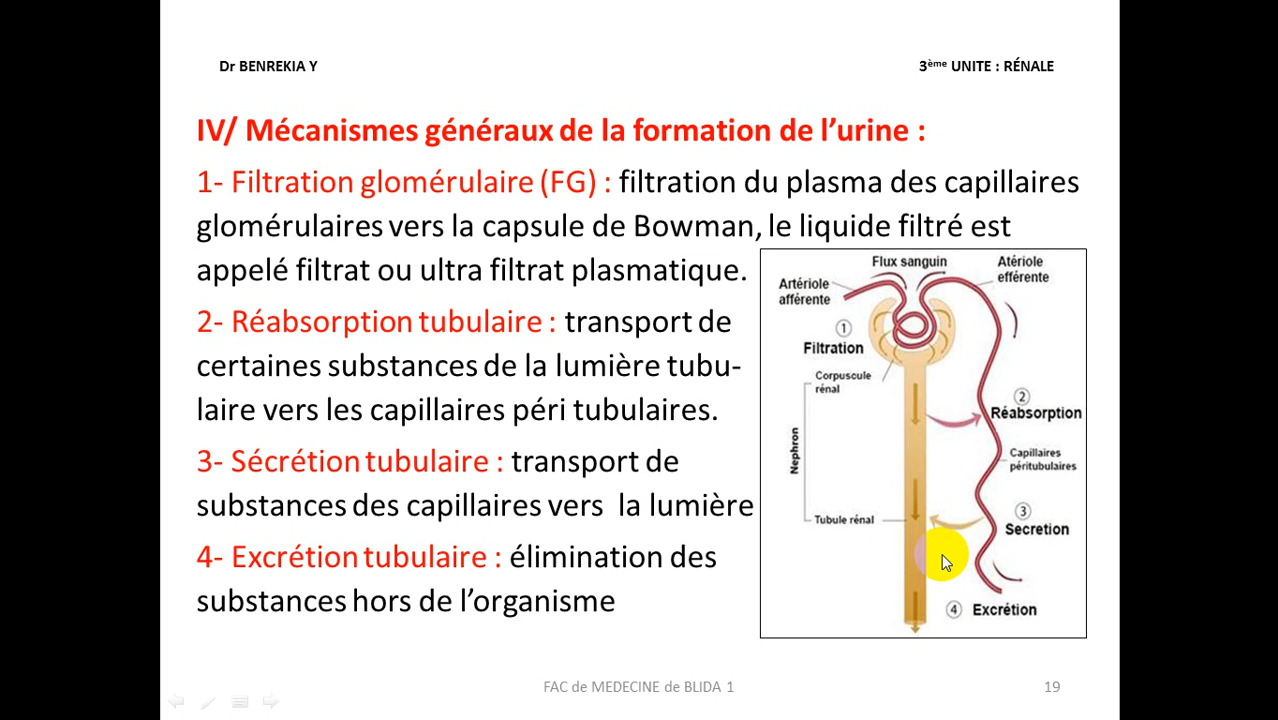 Dr BENREKIA Y
3ème UNITE : RÉNALE
IV/ Mécanismes généraux de la formation de l’urine :
1- Filtration glomérulaire (FG) : filtration du plasma des capillaires
glomérulaires vers la capsule de Bowman, le liquide filtré est
appelé filtrat ou ultra filtrat plasmatique.
2- Réabsorption tubulaire : transport de
certaines substances de la lumière tubu-
laire vers les capillaires péri tubulaires.
3- Sécrétion tubulaire : transport de
substances des capillaires vers la lumière
4- Excrétion tubulaire : élimination des
substances hors de l’organisme
Flux sanguin
Atériole
efférente
Artériole
afférente
1
Filtration
Corpuscule
rénal
2
Réabsorption
Nephron
Capillaires
péritubulaires
3
Secretion
Tubule rénal
4 Excrétion
FAC de MEDECINE de BLIDA 1
19